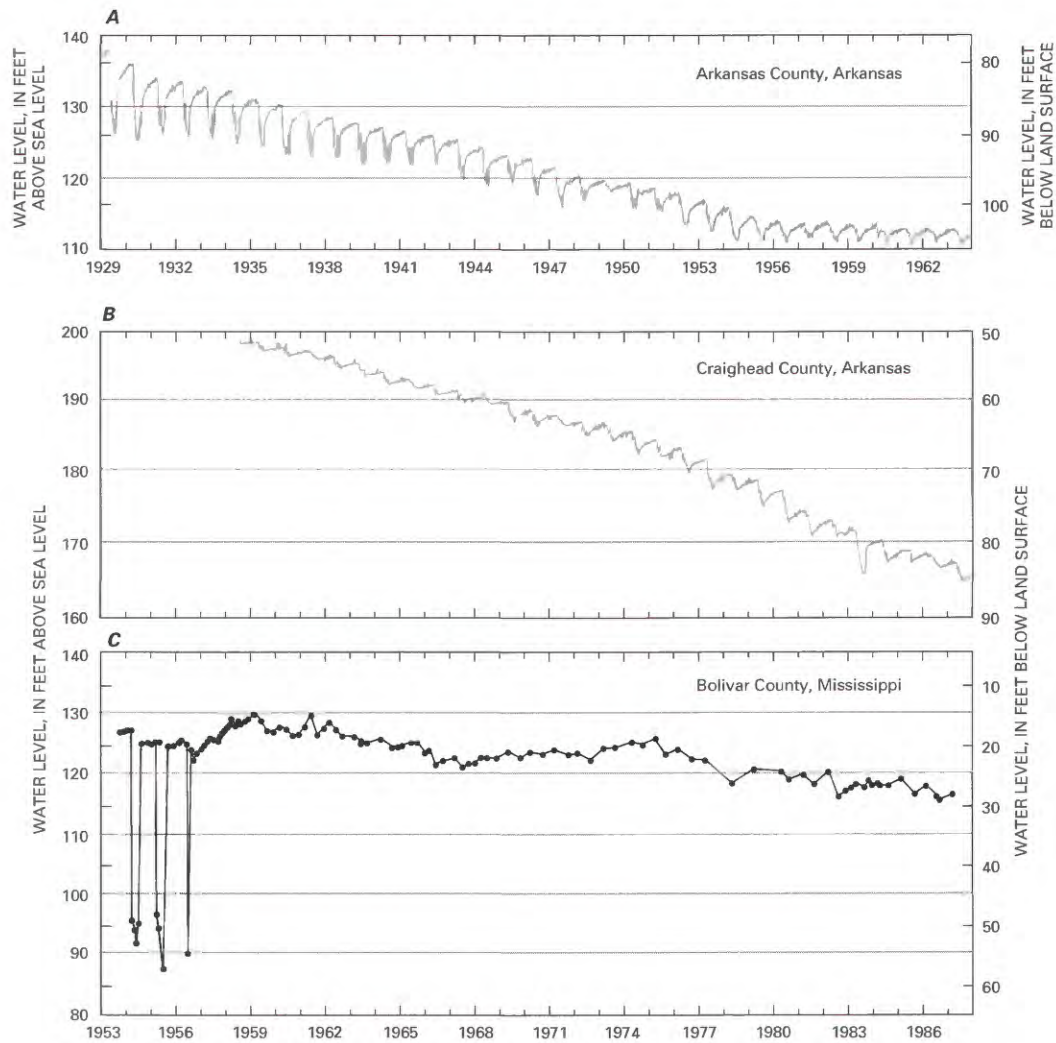 A
Arkansas County, Arkansas
WATER LEVEL, IN FEET
ABOVE SEA LEVEL
140
130
120
110
80
90
100
WATER LEVEL, IN FEET
BELOW LAND SURFACE
1929 1932 1935 1938 1941 1944 1947 1950 1953 1956 1959 1962
B
Craighead County, Arkansas
200
190
180
170
160
50
60
70
80
90
WATER LEVEL, IN FEET ABOVE SEA LEVEL
WATER LEVEL, IN FEET BELOW LAND SURFACE
C
Bolivar County, Mississippi
140
130
120
110
100
90
80
10
20
30
40
50
60
1953 1956 1959 1962 1965 1968 1971 1974 1977 1980 1983 1986